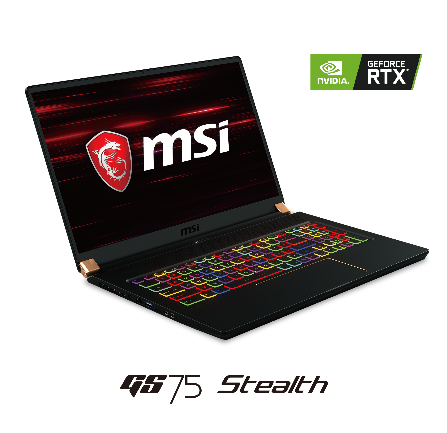 NVIDIA.
GEFORCE
RTX
msi
msi
GS75 Stealth